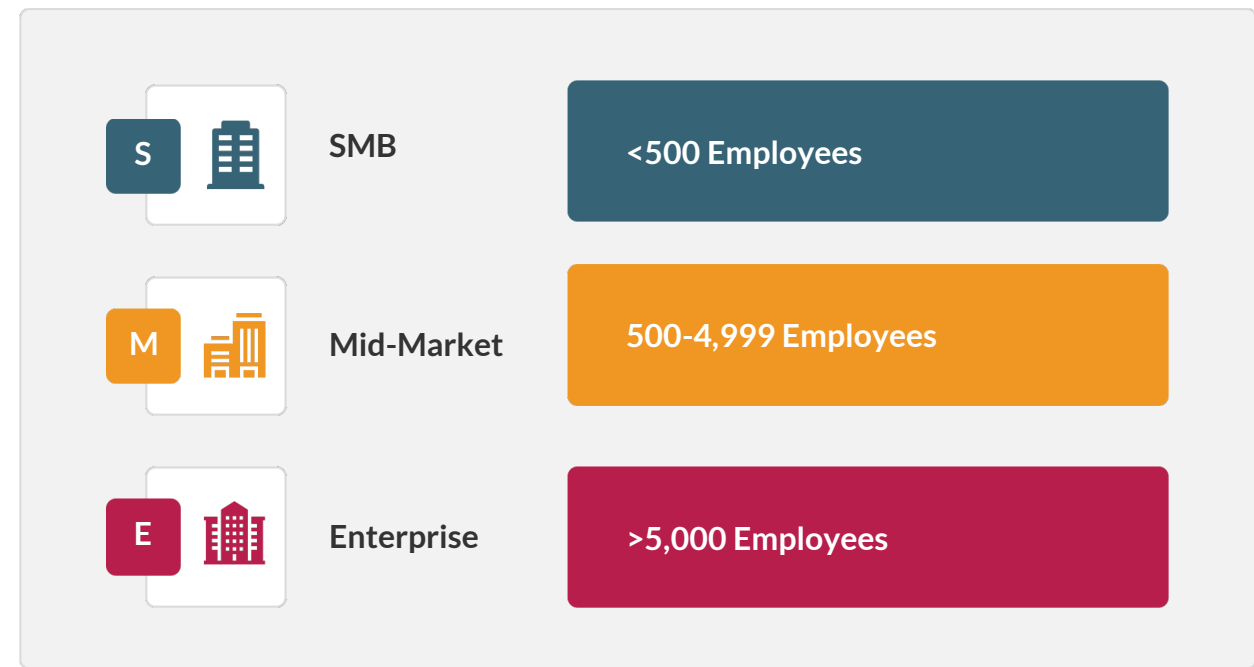 S
SMB
<500 Employees
M
Mid-Market
500-4,999 Employees
E
Enterprise
>5,000 Employees